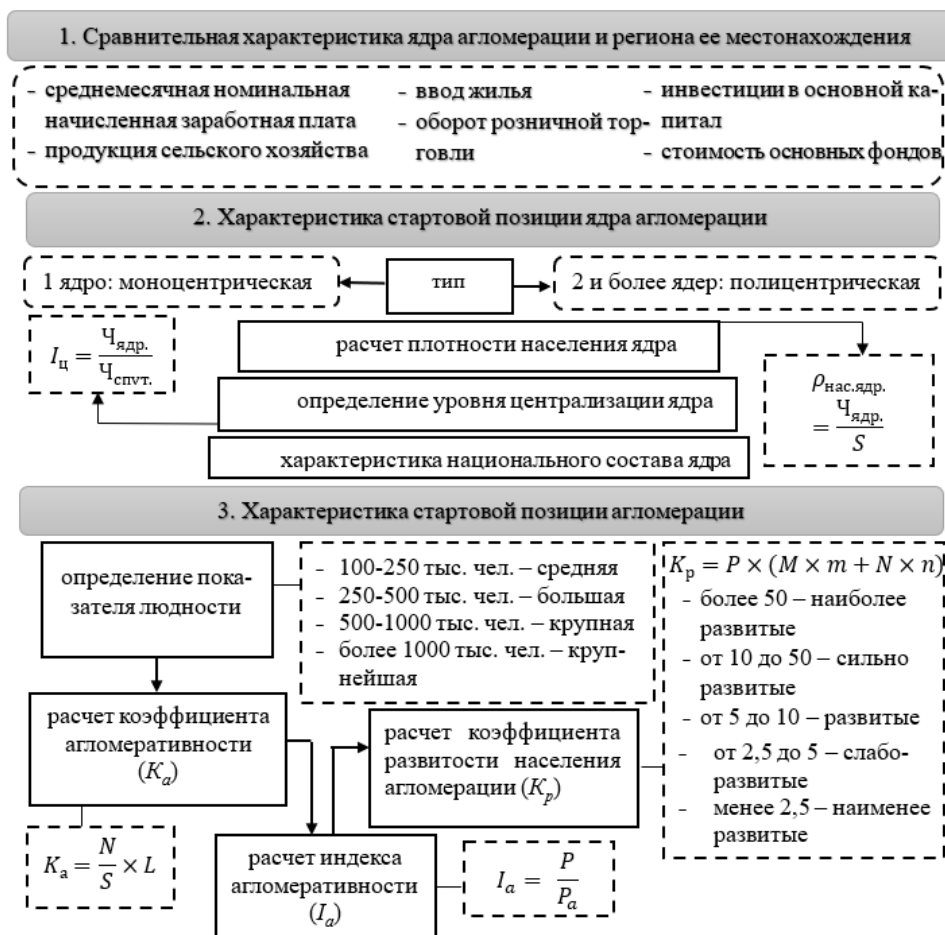 1. Сравнительная характеристика ядра агломерации и региона ее местонахождения
- среднемесячная номинальная
начисленная заработная плата
- продукция сельского хозяйства
- ввод жилья
- оборот розничной тор-
говли
- инвестиции в основной ка-
питал
- стоимость основных фондов
2. Характеристика стартовой позиции ядра агломерации
1 ядро: моноцентрическая
тип
2 и более ядер: полицентрическая
I_ц = Ч_ядр. / Ч_спут.
расчет плотности населения ядра
ρ_нас.ядр.
= Ч_ядр. / S
определение уровня централизации ядра
характеристика национального состава ядра
3. Характеристика стартовой позиции агломерации
определение пока-
зателя людности
- 100-250 тыс. чел. – средняя
- 250-500 тыс. чел. – большая
- 500-1000 тыс. чел. – крупная
- более 1000 тыс. чел. – круп-
нейшая
K_р = P × (M × m + N × n)
- более 50 – наиболее
развитые
- от 10 до 50 – сильно
развитые
- от 5 до 10 – развитые
- от 2,5 до 5 – слабо-
развитые
- менее 2,5 – наименее
развитые
расчет коэффициента
агломеративности
(K_a)
расчет коэффициента
развитости населения
агломерации (K_p)
K_а = N / S × L
расчет индекса
агломеративности
(I_a)
I_a = P / P_a